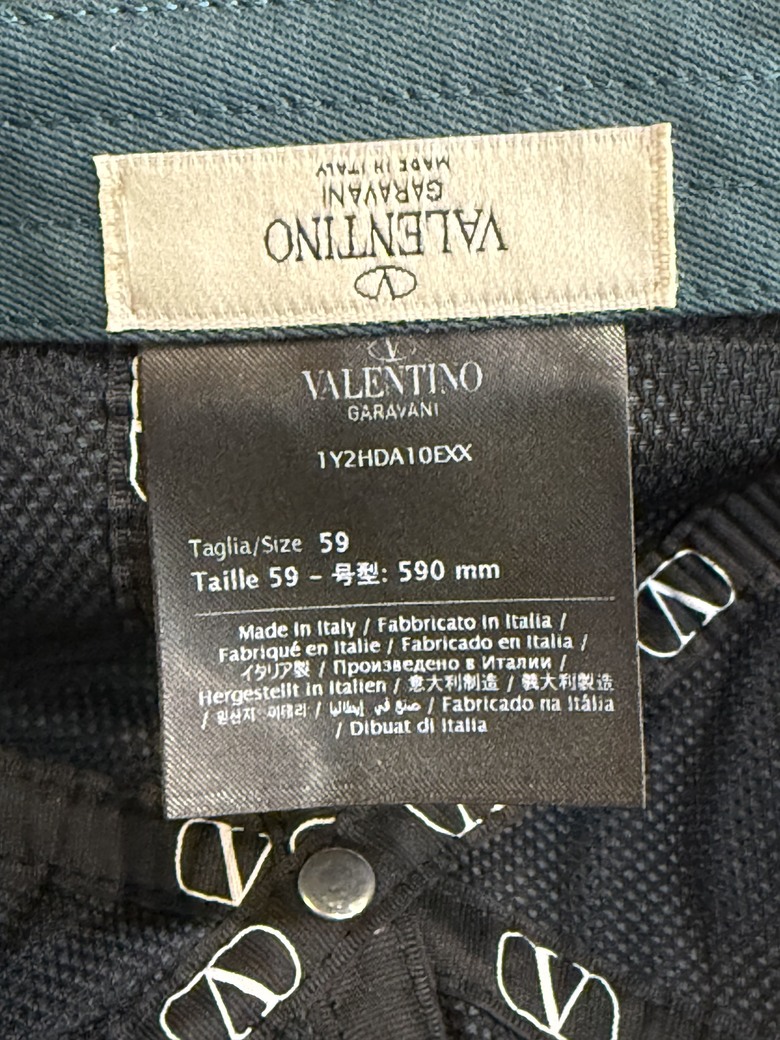 VALENTINO
GARAVANI
MADE IN ITALY
VALENTINO
GARAVANI
1Y2HDA10EXX
Taglia/Size 59
Taille 59 - 号型: 590 mm
Made in Italy / Fabbricato in Italia /
Fabriqué en Italie / Fabricado en Italia /
イタリア製 / Произведено в Италии /
Hergestellt in Italien / 意大利制造 / 義大利製造
/ 원산지 이태리 / صنع في إيطاليا / Fabricado na Itália
/ Dibuat di Italia